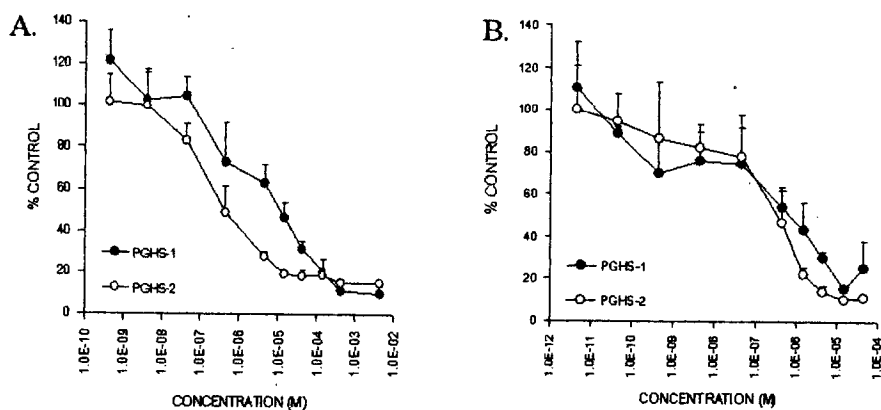 A.
140
120
100
80
60
40
20
0
% CONTROL
PGHS-1
PGHS-2
1.0E-10
1.0E-09
1.0E-08
1.0E-07
1.0E-06
1.0E-05
1.0E-04
1.0E-03
1.0E-02
CONCENTRATION (M)
B.
140
120
100
80
60
40
20
0
% CONTROL
PGHS-1
PGHS-2
1.0E-12
1.0E-11
1.0E-10
1.0E-09
1.0E-08
1.0E-07
1.0E-06
1.0E-05
1.0E-04
CONCENTRATION (M)